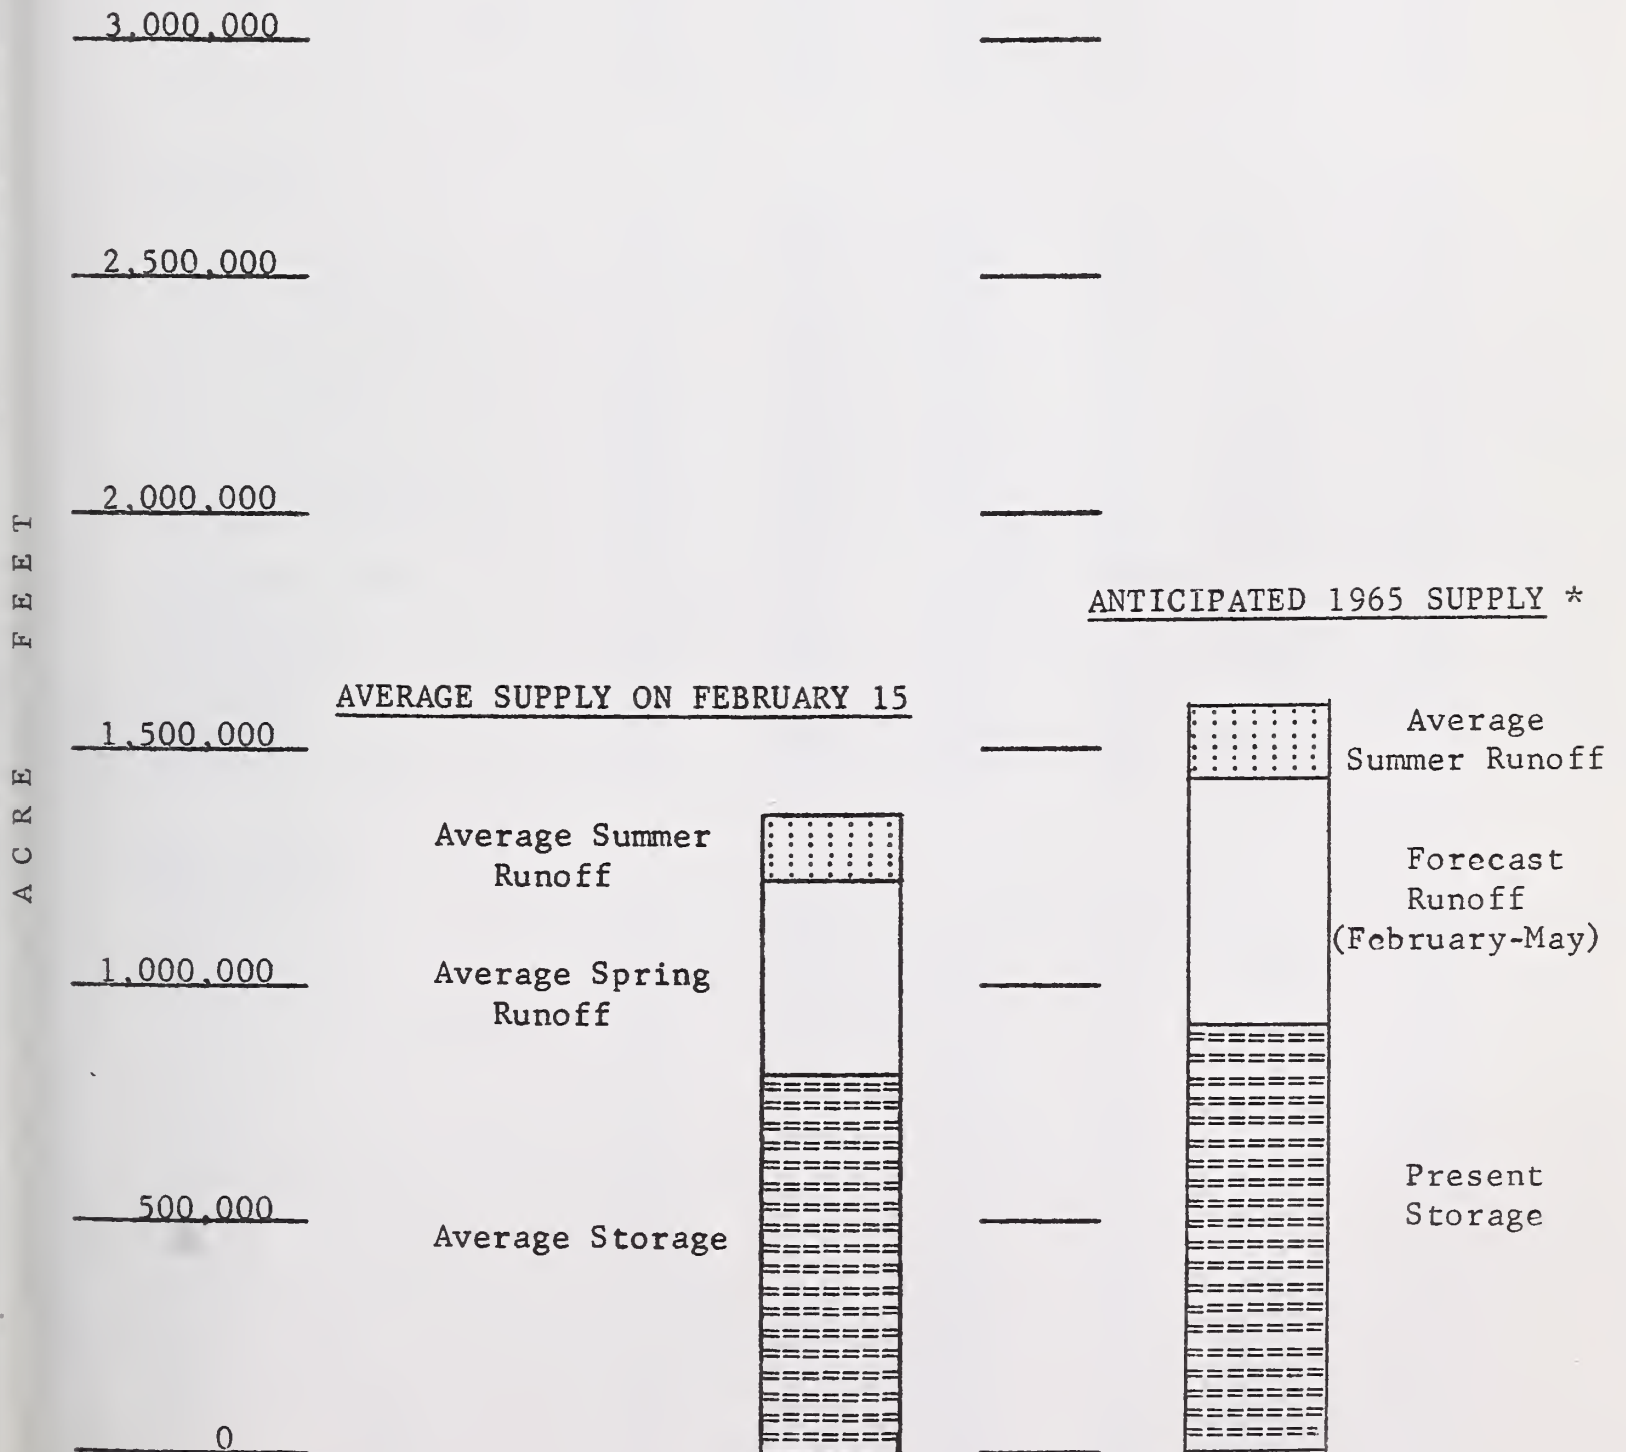 3,000,000
2,500,000
2,000,000
ACRE FEET
ANTICIPATED 1965 SUPPLY *
AVERAGE SUPPLY ON FEBRUARY 15
1,500,000
Average
Summer Runoff
Average Summer
Runoff
Forecast
Runoff
(February-May)
1,000,000
Average Spring
Runoff
Present
Storage
500,000
Average Storage
0